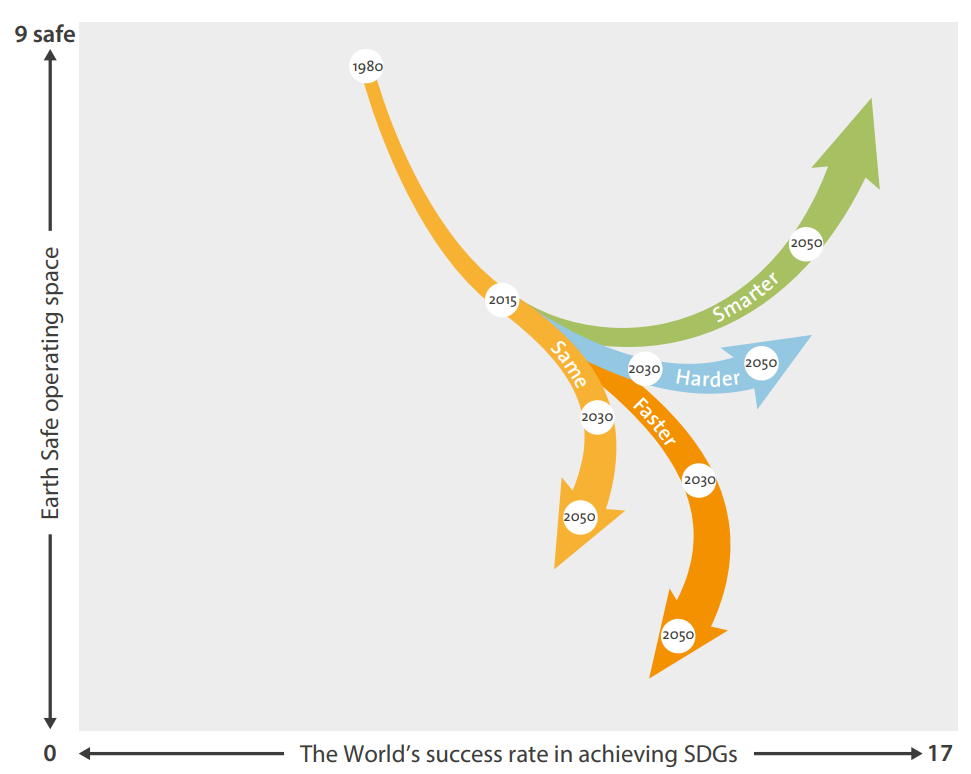 9 safe
Earth Safe operating space
1980
2015
Smarter
2050
Same
2030
Harder
2050
2030
Faster
2030
2050
2050
0
The World's success rate in achieving SDGs
17